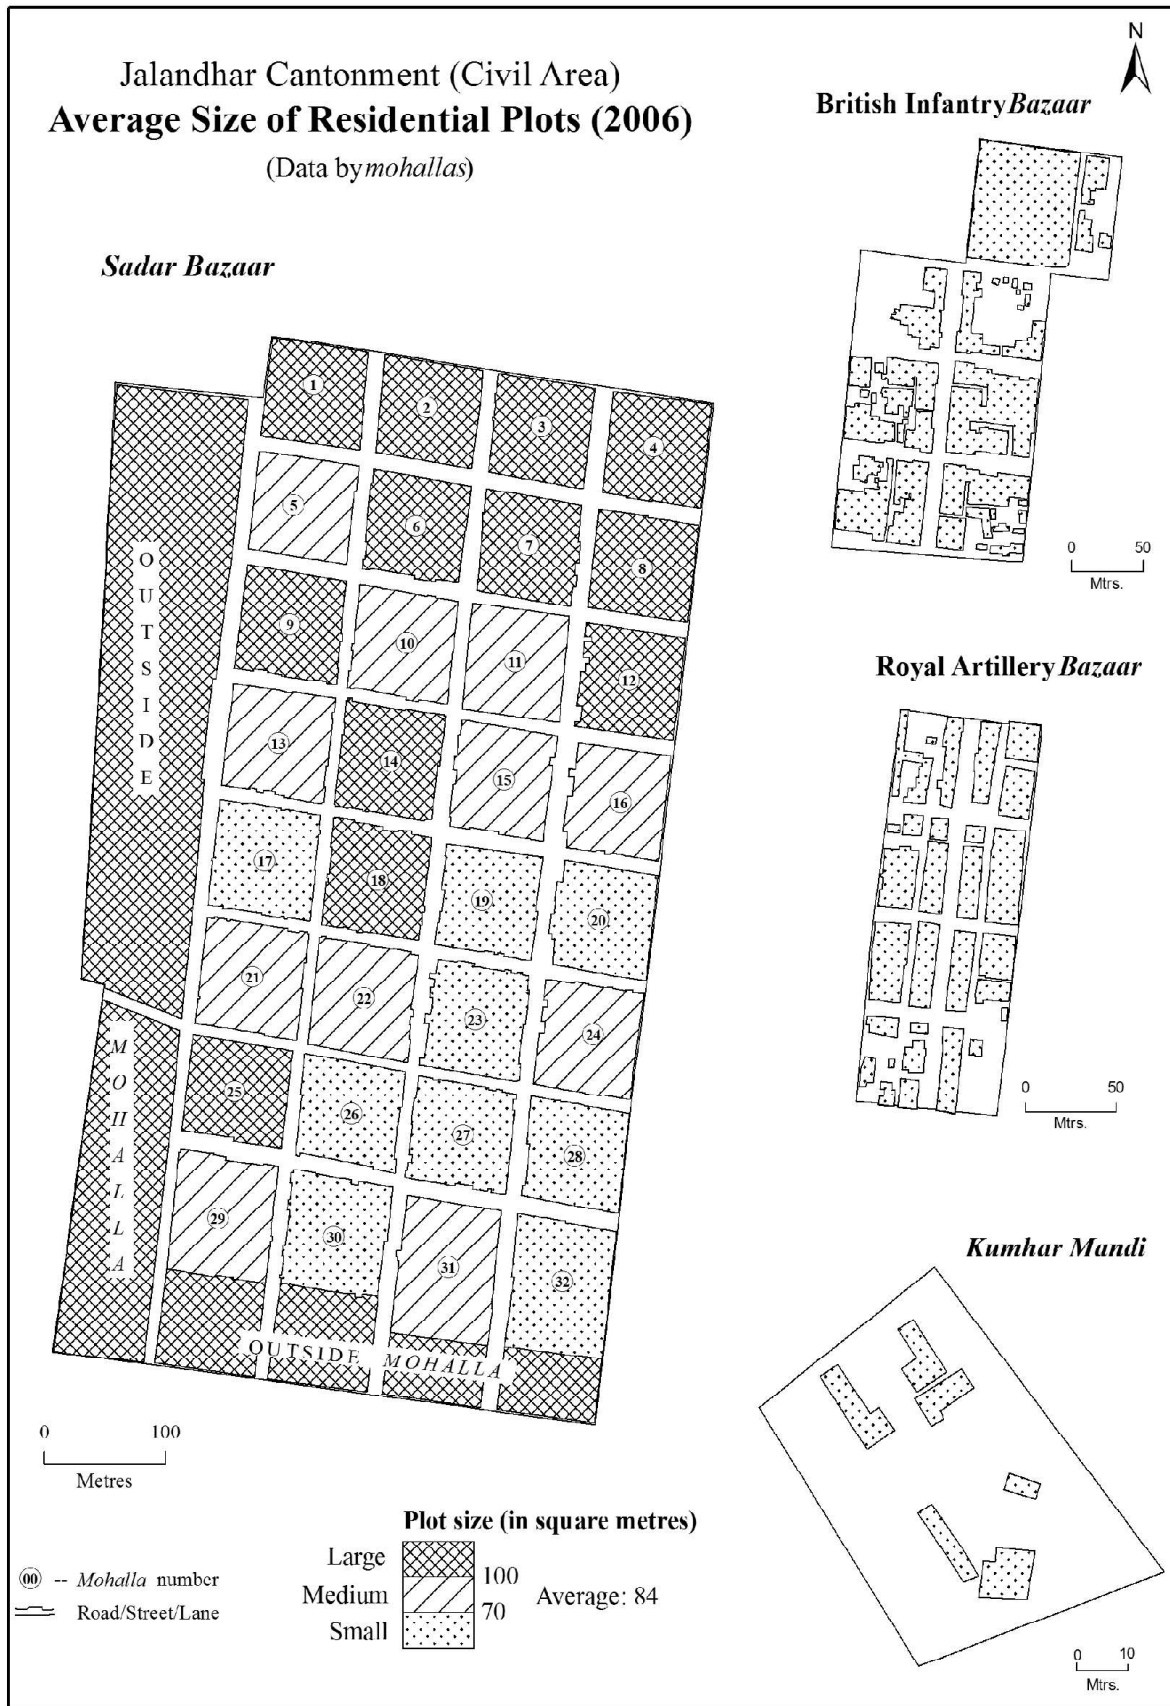 Jalandhar Cantonment (Civil Area)
Average Size of Residential Plots (2006)
(Data by mohallas)
N
British Infantry Bazaar
0 50
Mtrs.
Royal Artillery Bazaar
0 50
Mtrs.
Kumhar Mandi
0 10
Mtrs.
Sadar Bazaar
1
2
3
4
5
6
7
8
9
10
11
12
13
14
15
16
17
18
19
20
21
22
23
24
25
26
27
28
29
30
31
32
OUTSIDE
MOHALLA
OUTSIDE MOHALLA
0 100
Metres
00 -- Mohalla number
Road/Street/Lane
Plot size (in square metres)
Large
100
Medium
70
Small
Average: 84